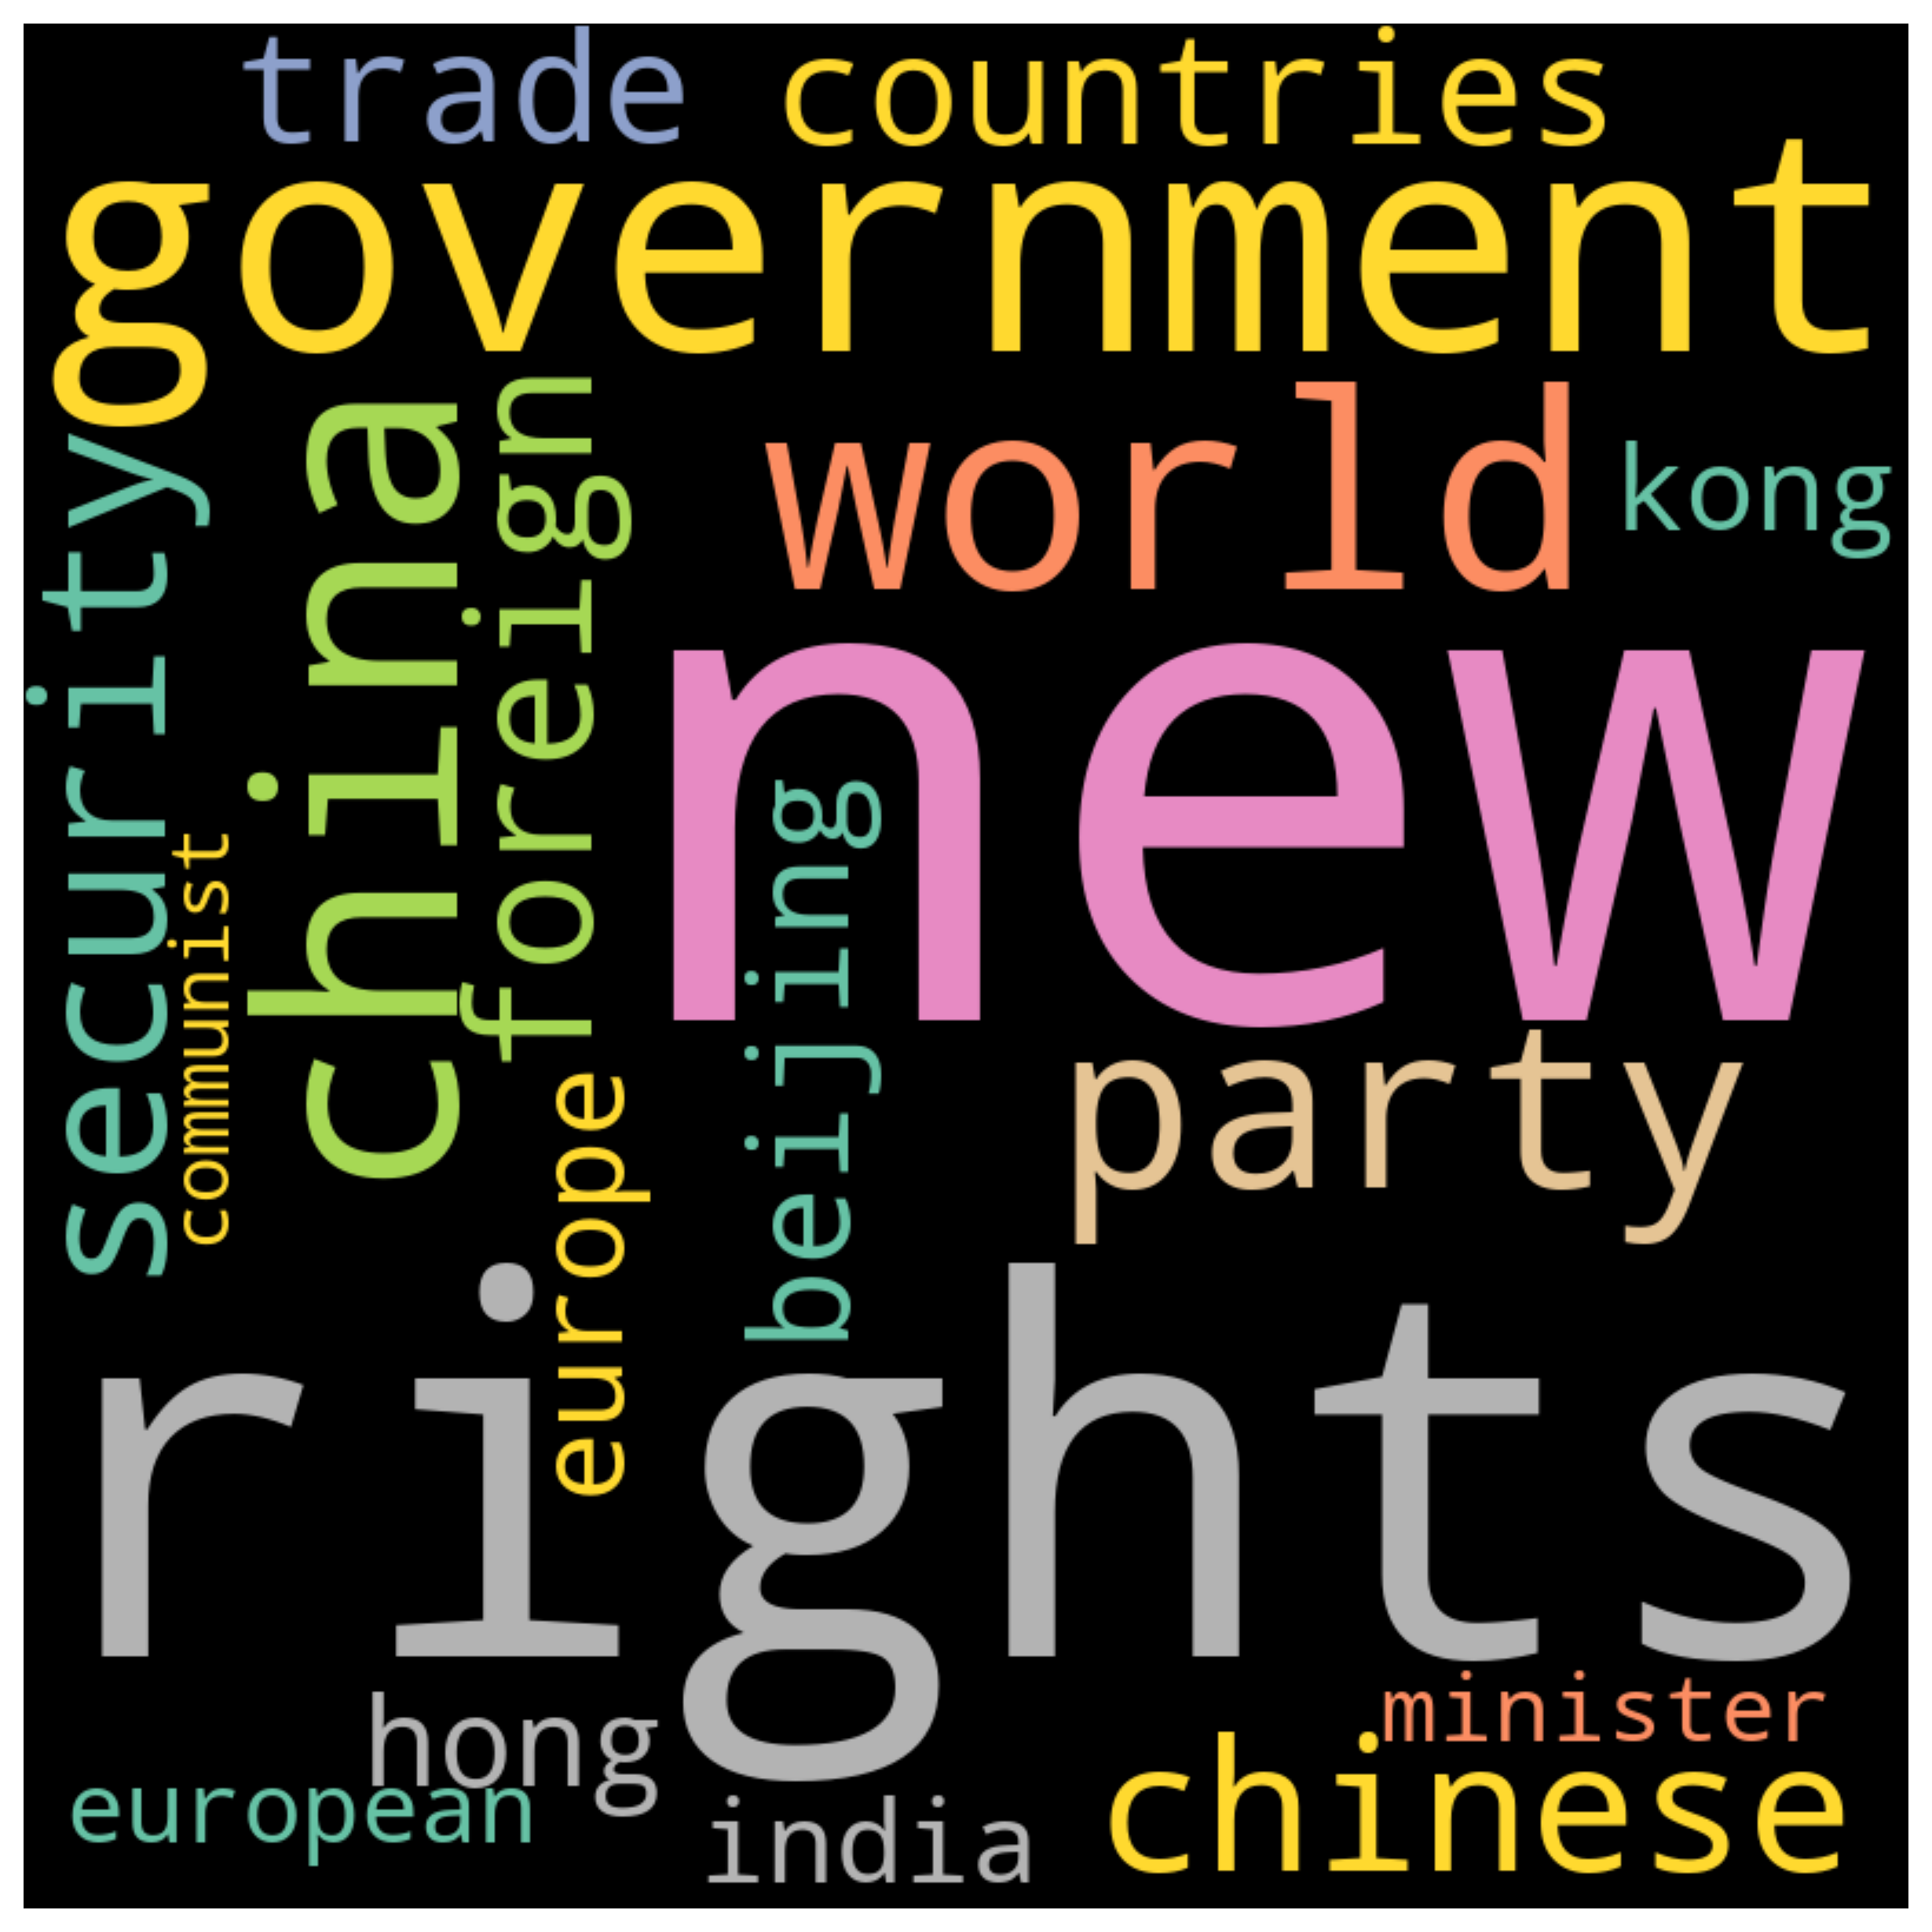 trade countries
government
security
china
foreign
world
kong
new
communist
beijing
europe
party
rights
hong
minister
european
india
chinese